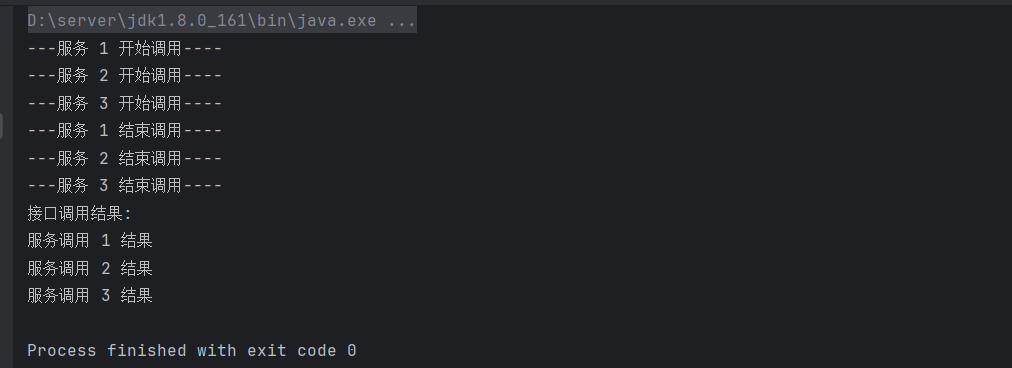 D:\server\jdk1.8.0_161\bin\java.exe ...
---服务 1 开始调用----
---服务 2 开始调用----
---服务 3 开始调用----
---服务 1 结束调用----
---服务 2 结束调用----
---服务 3 结束调用----
接口调用结果:
服务调用 1 结果
服务调用 2 结果
服务调用 3 结果
Process finished with exit code 0